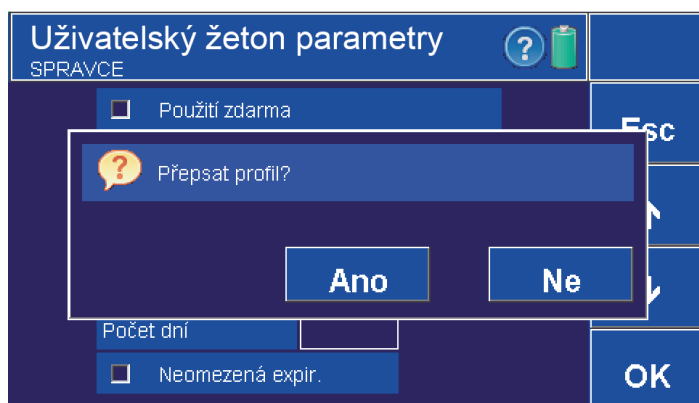 Uživatelský žeton parametry
SPRAVCE
Použití zdarma
Esc
Přepsat profil?
Ano
Ne
Počet dní
Neomezená expir.
OK